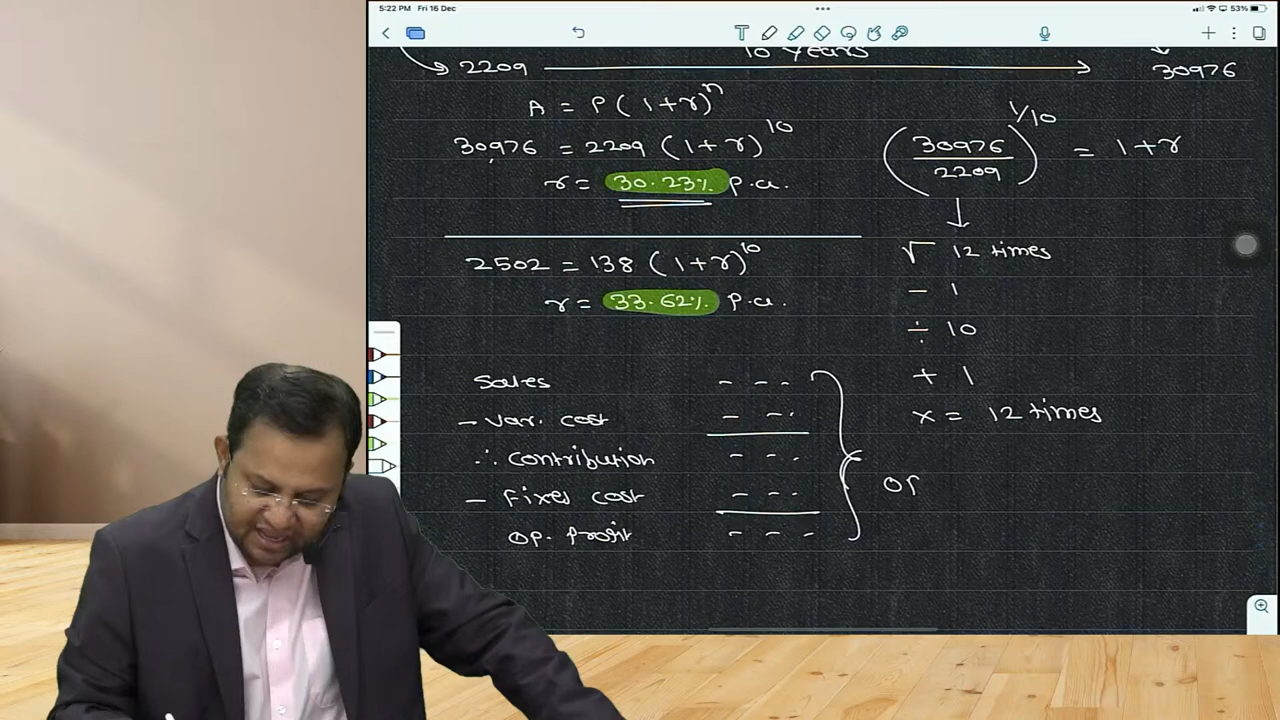 5:22 PM Fri 16 Dec
53%
10 Years
2209
30976
A = P (1+r)^n
30976 = 2209 (1+r)^10
r = 30.23% p.a.
(30976/2209)^1/10 = 1+r
√ 12 times
- 1
÷ 10
+ 1
x = 12 times
2502 = 138 (1+r)^10
r = 33.62% p.a.
Sales - - -
- Var. cost - - -
∴ Contribution - - -
- Fixes cost - - -
Op. Profit - - -
Op